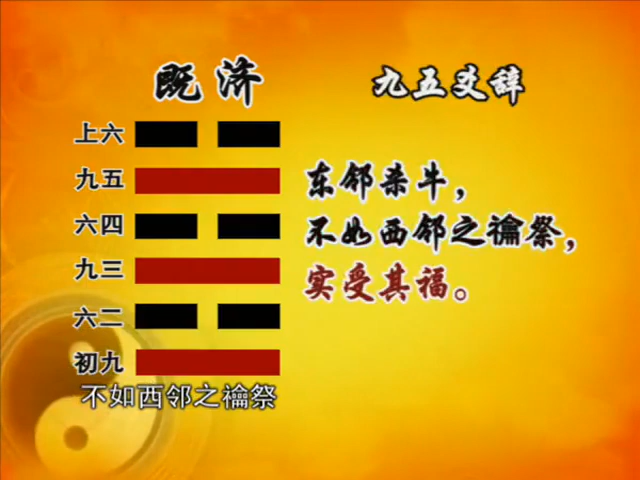 既济
九五爻辞
上六
九五
六四
九三
六二
初九
东邻杀牛，
不如西邻之禴祭，
实受其福。
不如西邻之禴祭